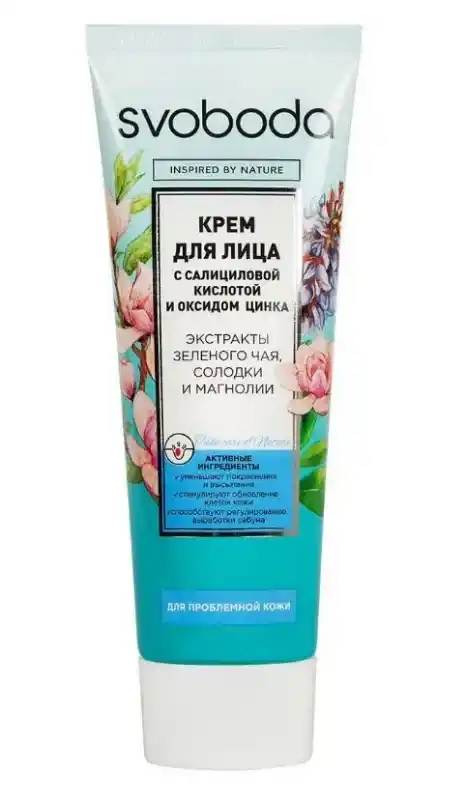 svoboda
INSPIRED BY NATURE
КРЕМ
ДЛЯ ЛИЦА
С САЛИЦИЛОВОЙ
КИСЛОТОЙ
И ОКСИДОМ ЦИНКА
ЭКСТРАКТЫ
ЗЕЛЕНОГО ЧАЯ,
СОЛОДКИ
И МАГНОЛИИ
АКТИВНЫЕ
ИНГРЕДИЕНТЫ
уменьшают покраснения
и высыпания
стимулируют обновление
клеток кожи
способствуют регулированию
выработки себума
ДЛЯ ПРОБЛЕМНОЙ КОЖИ